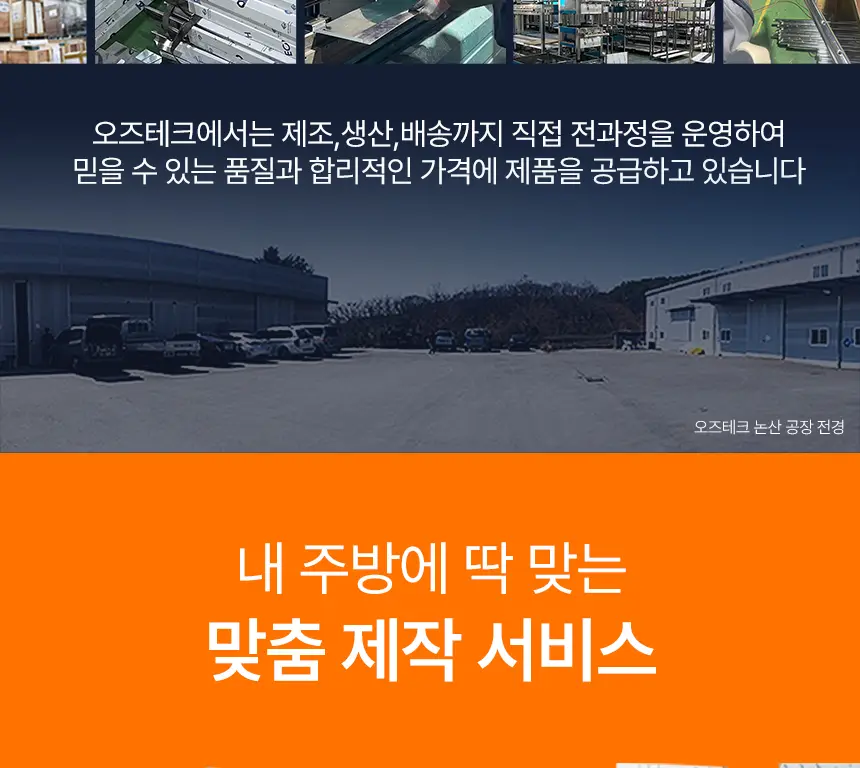 오즈테크에서는 제조,생산,배송까지 직접 전과정을 운영하여
믿을 수 있는 품질과 합리적인 가격에 제품을 공급하고 있습니다
오즈테크 논산 공장 전경
내 주방에 딱 맞는
맞춤 제작 서비스